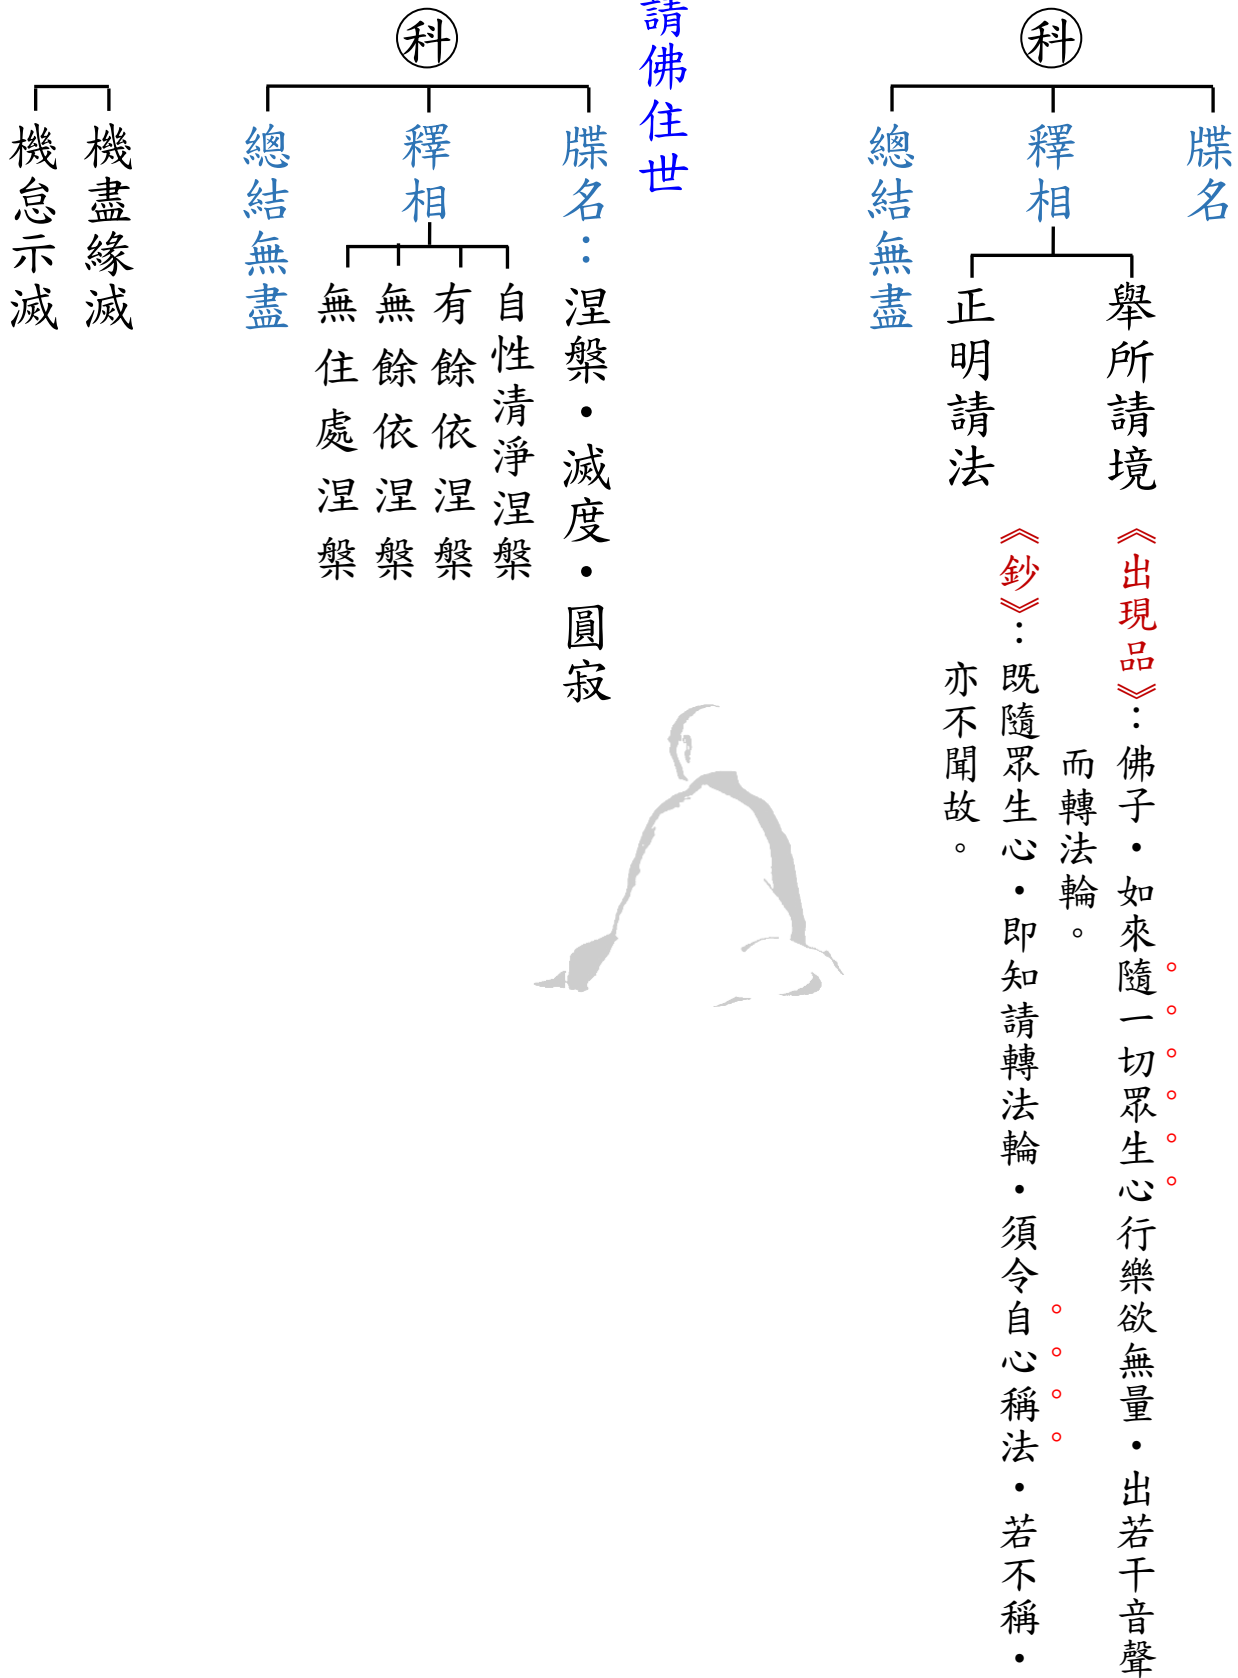 科
牒名
釋相
舉所請境
《出現品》：佛子・如來隨一切眾生心行樂欲無量・出若干音聲
而轉法輪。
正明請法
《鈔》：既隨眾生心・即知請轉法輪・須令自心稱法・若不稱・
亦不聞故。
總結無盡
請佛住世
科
牒名：涅槃・滅度・圓寂
釋相
自性清淨涅槃
有餘依涅槃
無餘依涅槃
無住處涅槃
總結無盡
機盡緣滅
機怠示滅